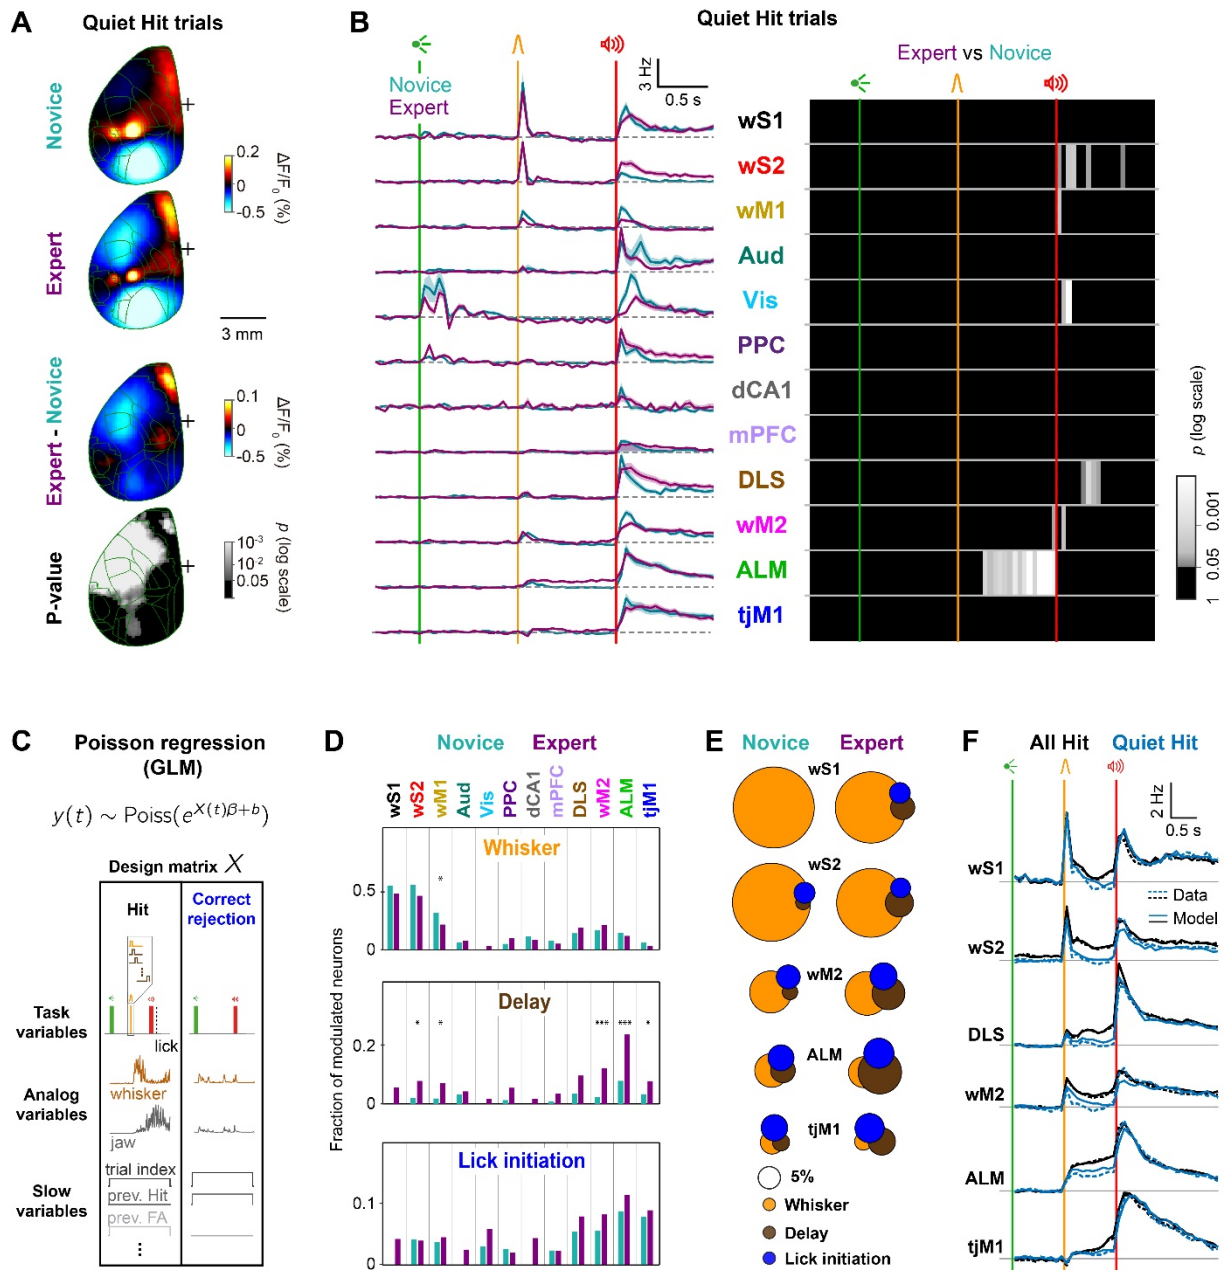 A
Quiet Hit trials
Novice
0.2
0
-0.5
ΔF/F0 (%)
Expert
3 mm
Expert - Novice
0.1
0
-0.5
ΔF/F0 (%)
P-value
10-3
10-2
0.05
p (log scale)
B
Quiet Hit trials
Novice
Expert
3 Hz
0.5 s
Expert vs Novice
wS1
wS2
wM1
Aud
Vis
PPC
dCA1
mPFC
DLS
wM2
ALM
tjM1
p (log scale)
0.001
0.05
1
C
Poisson regression
(GLM)
y(t) ∼ Poiss(e^{X(t)β+b})
Design matrix X
Hit
Correct
rejection
Task
variables
lick
Analog
variables
whisker
jaw
Slow
variables
trial index
prev. Hit
prev. FA
⋮
D
Novice Expert
wS1 wS2 wM1 Aud Vis PPC dCA1 mPFC DLS wM2 ALM tjM1
Fraction of modulated neurons
Whisker
0.5
0
*
Delay
0.2
0
* * *** *** *
Lick initiation
0.1
0
E
Novice Expert
wS1
wS2
wM2
ALM
tjM1
5%
Whisker
Delay
Lick initiation
F
All Hit Quiet Hit
2 Hz
0.5 s
wS1
Data
Model
wS2
DLS
wM2
ALM
tjM1